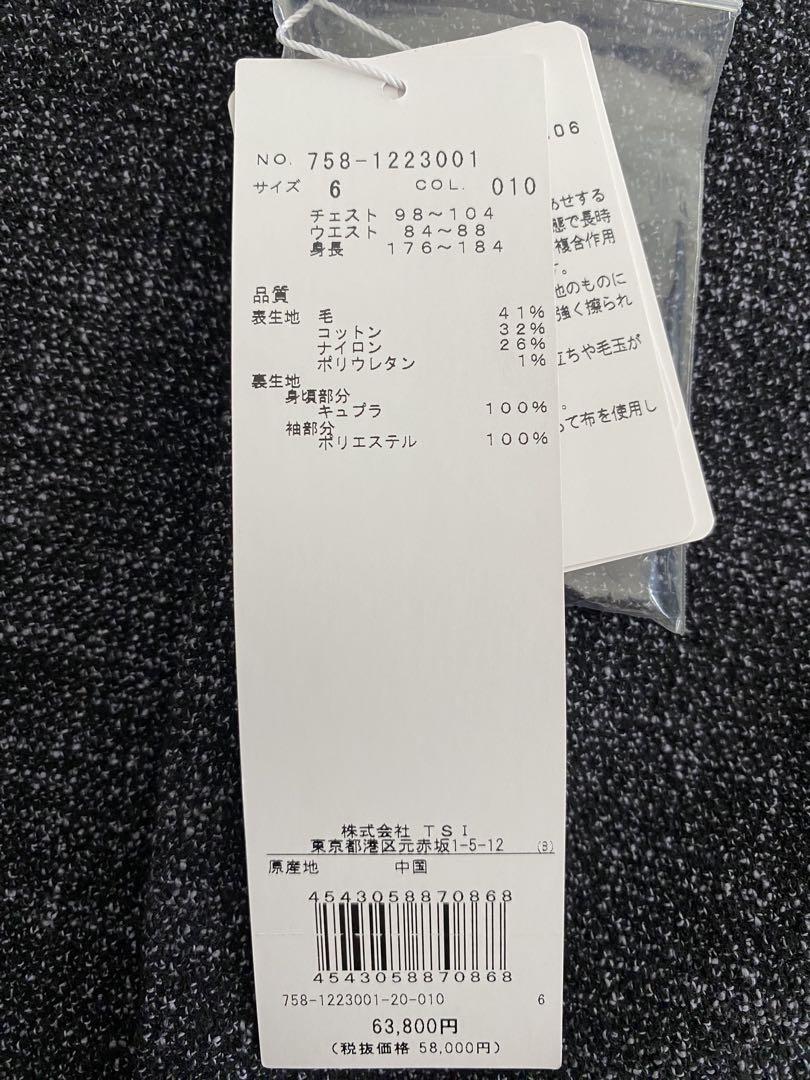 NO. 758-1223001
サイズ 6 COL. 010
チェスト 98～104
ウエスト 84～88
身長 176～184
品質
表生地 毛 41%
コットン 32%
ナイロン 26%
ポリウレタン 1%
裏生地
身頃部分
キュプラ 100%
袖部分
ポリエステル 100%
株式会社 TSI
東京都港区元赤坂1-5-12 (B)
原産地 中国
4543058870868
4543058870868
758-1223001-20-010 6
63,800円
(税抜価格 58,000円)
06
せする
態で長時
複合作用
。
他のものに
強く擦られ
立ちや毛玉が
。
て布を使用し